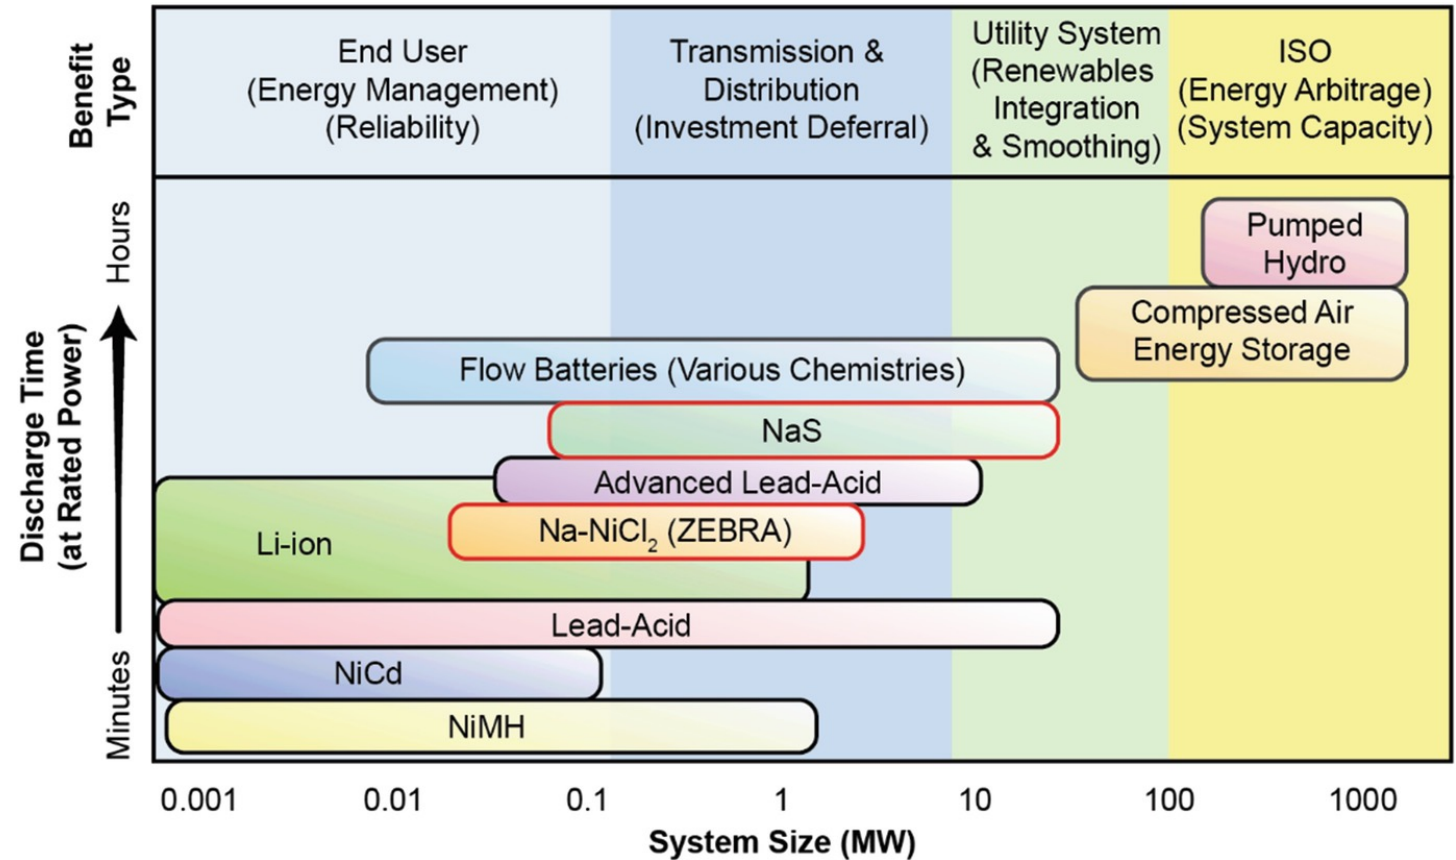 Benefit
Type
End User
(Energy Management)
(Reliability)
Transmission &
Distribution
(Investment Deferral)
Utility System
(Renewables
Integration
& Smoothing)
ISO
(Energy Arbitrage)
(System Capacity)
Discharge Time
(at Rated Power)
Hours
Minutes
Pumped
Hydro
Compressed Air
Energy Storage
Flow Batteries (Various Chemistries)
NaS
Advanced Lead-Acid
Na-NiCl₂ (ZEBRA)
Li-ion
Lead-Acid
NiCd
NiMH
0.001 0.01 0.1 1 10 100 1000
System Size (MW)